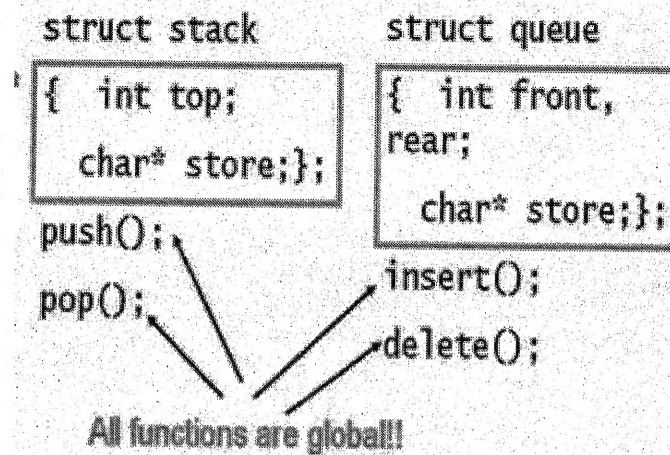 struct stack
{ int top;
char* store;};
push();
pop();
struct queue
{ int front,
rear;
char* store;};
insert();
delete();
All functions are global!!